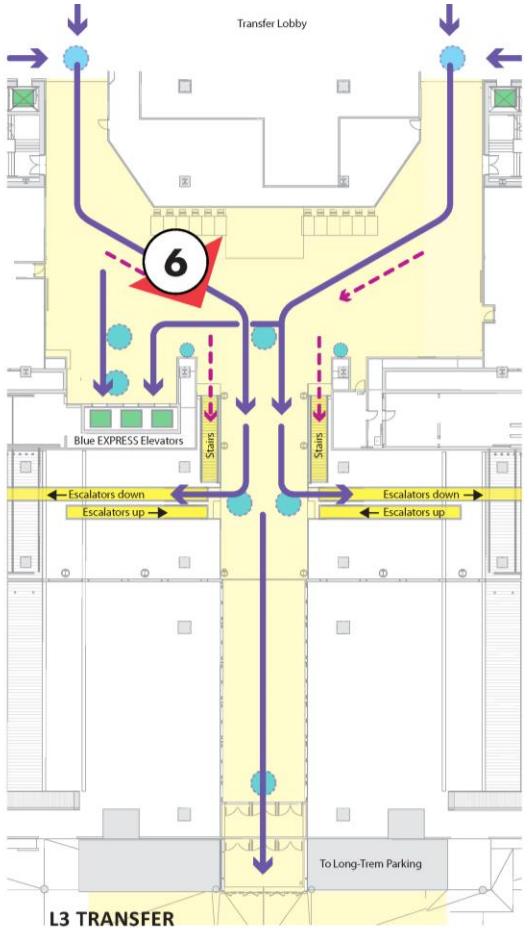 Transfer Lobby
6
Blue EXPRESS Elevators
Stairs
Stairs
Escalators down
Escalators down
Escalators up
Escalators up
To Long-Trem Parking
L3 TRANSFER